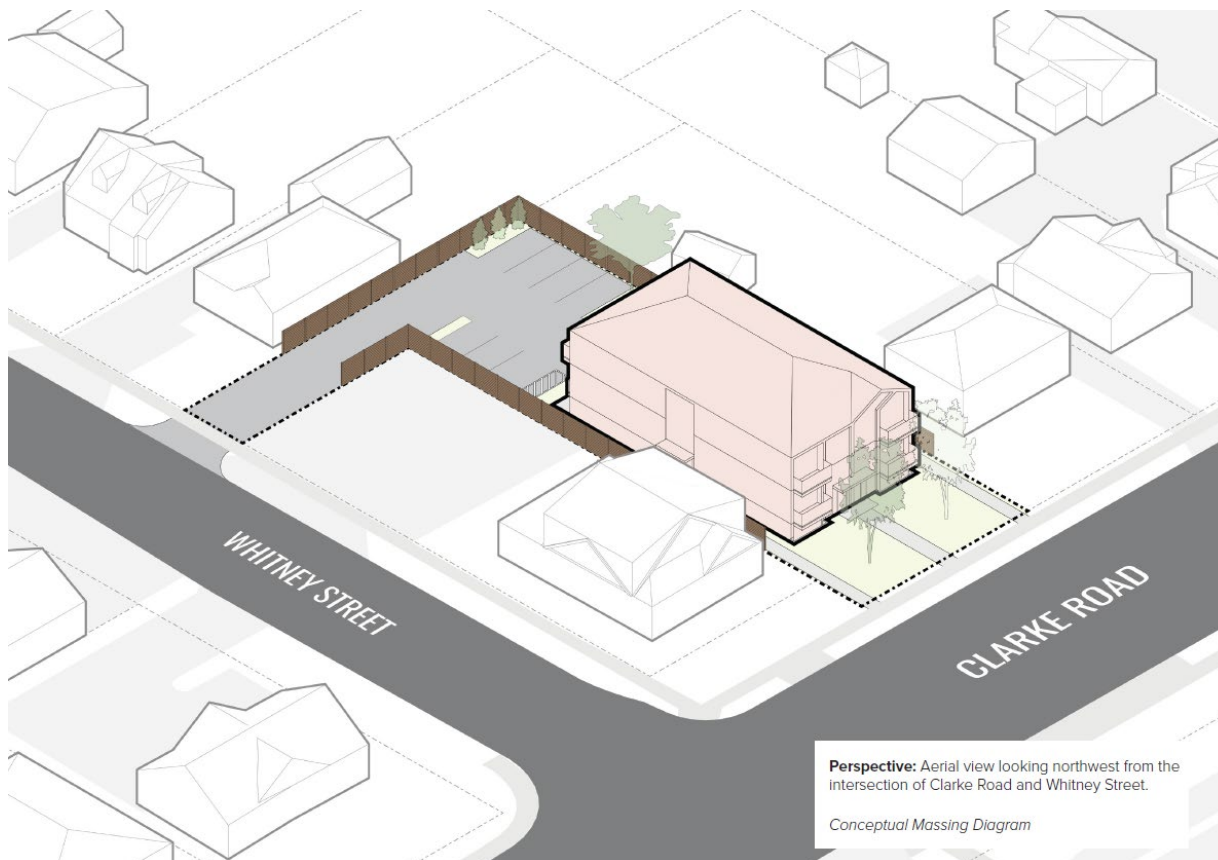 WHITNEY STREET
CLARKE ROAD
Perspective: Aerial view looking northwest from the
intersection of Clarke Road and Whitney Street.
Conceptual Massing Diagram